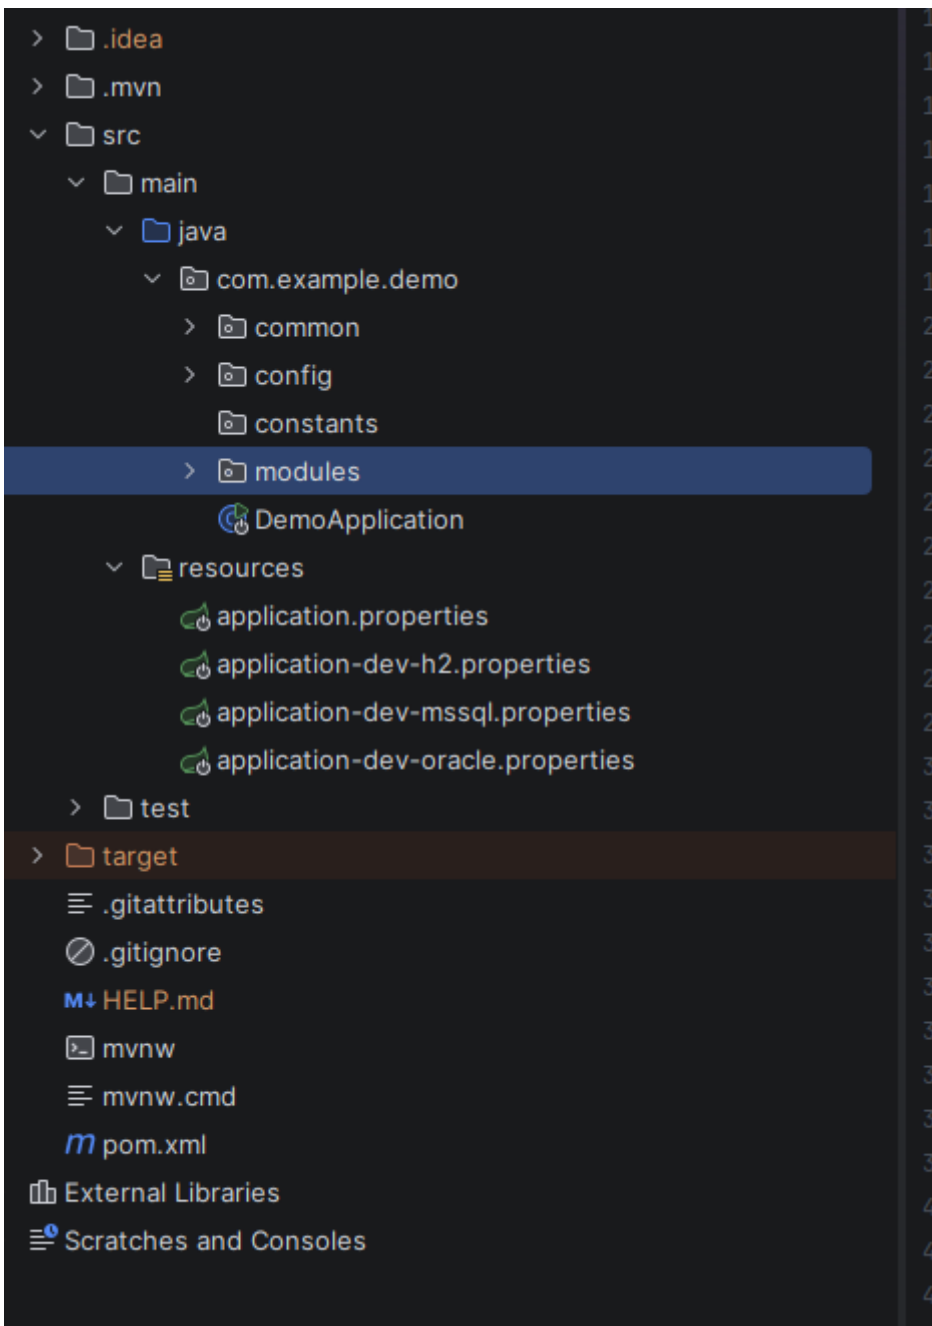 .idea
.mvn
src
main
java
com.example.demo
common
config
constants
modules
DemoApplication
resources
application.properties
application-dev-h2.properties
application-dev-mssql.properties
application-dev-oracle.properties
test
target
.gitattributes
.gitignore
M↓ HELP.md
mvnw
mvnw.cmd
m pom.xml
External Libraries
Scratches and Consoles